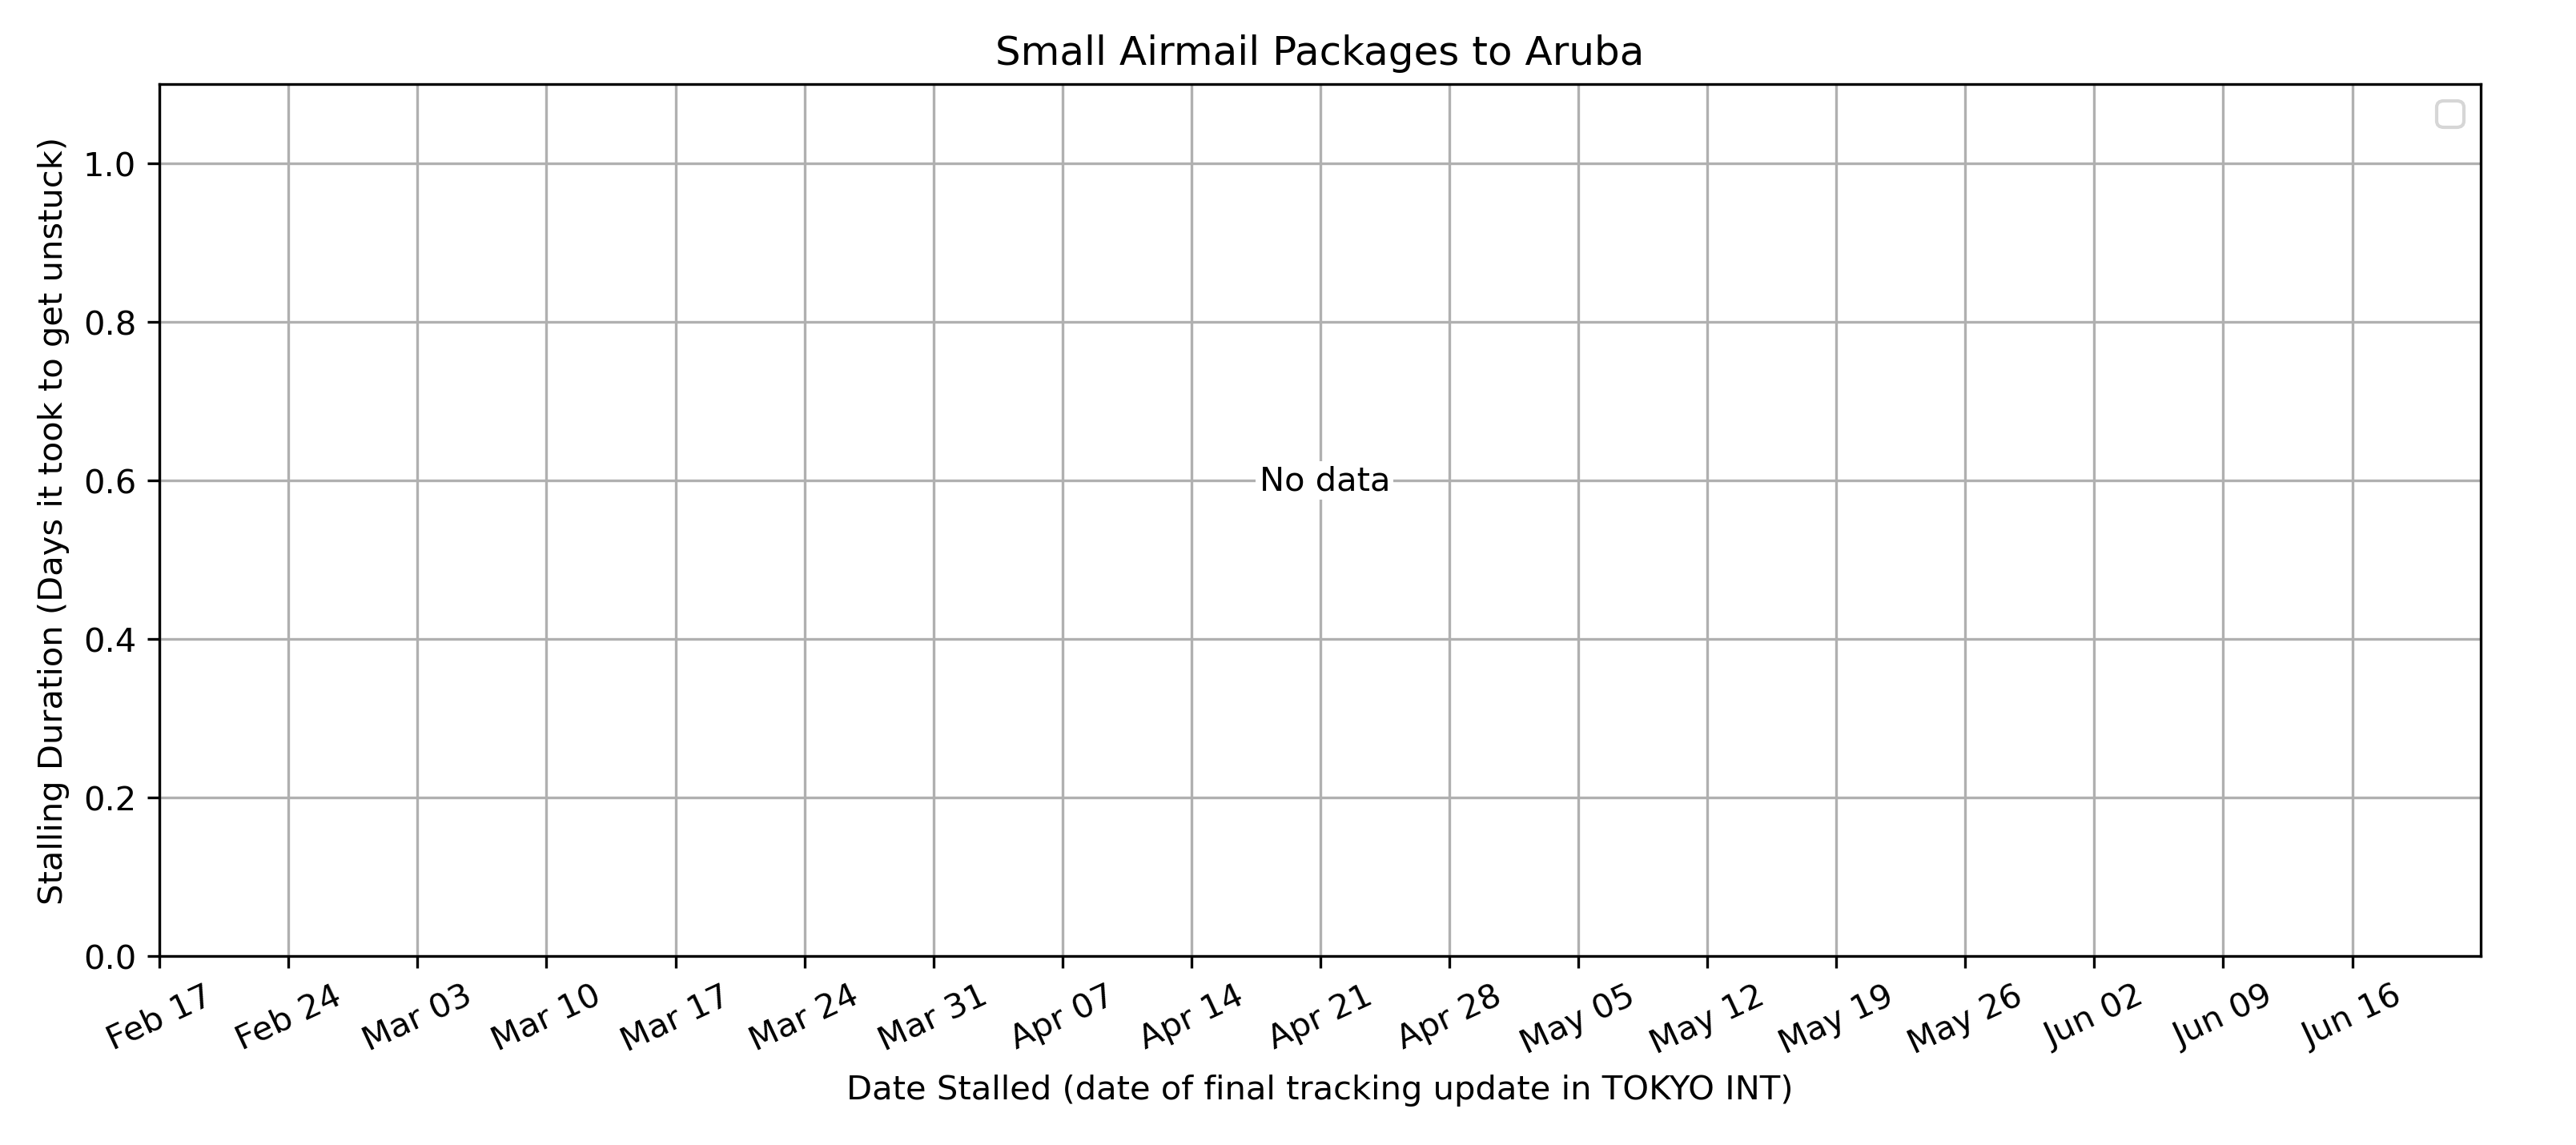 Small Airmail Packages to Aruba
Stalling Duration (Days it took to get unstuck)
1.0
0.8
0.6
0.4
0.2
0.0
No data
Feb 17
Feb 24
Mar 03
Mar 10
Mar 17
Mar 24
Mar 31
Apr 07
Apr 14
Apr 21
Apr 28
May 05
May 12
May 19
May 26
Jun 02
Jun 09
Jun 16
Date Stalled (date of final tracking update in TOKYO INT)